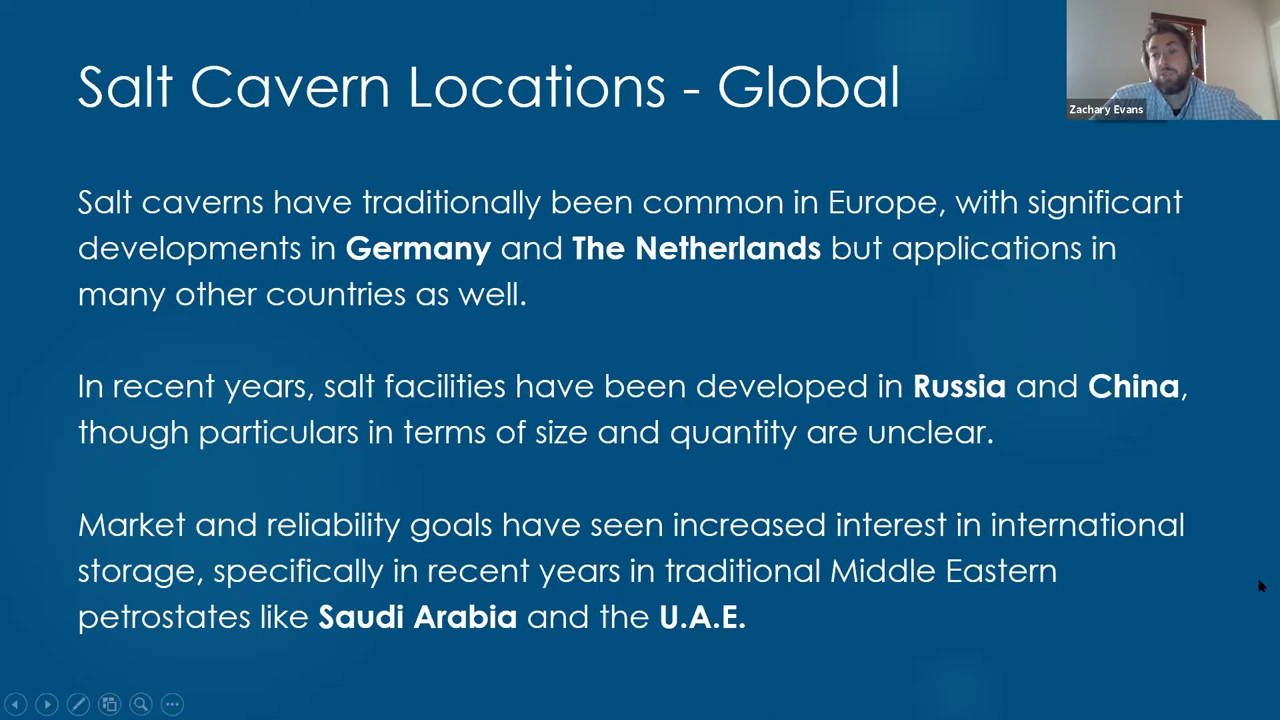 Salt Cavern Locations - Global
Zachary Evans
Salt caverns have traditionally been common in Europe, with significant
developments in Germany and The Netherlands but applications in
many other countries as well.
In recent years, salt facilities have been developed in Russia and China,
though particulars in terms of size and quantity are unclear.
Market and reliability goals have seen increased interest in international
storage, specifically in recent years in traditional Middle Eastern
petrostates like Saudi Arabia and the U.A.E.